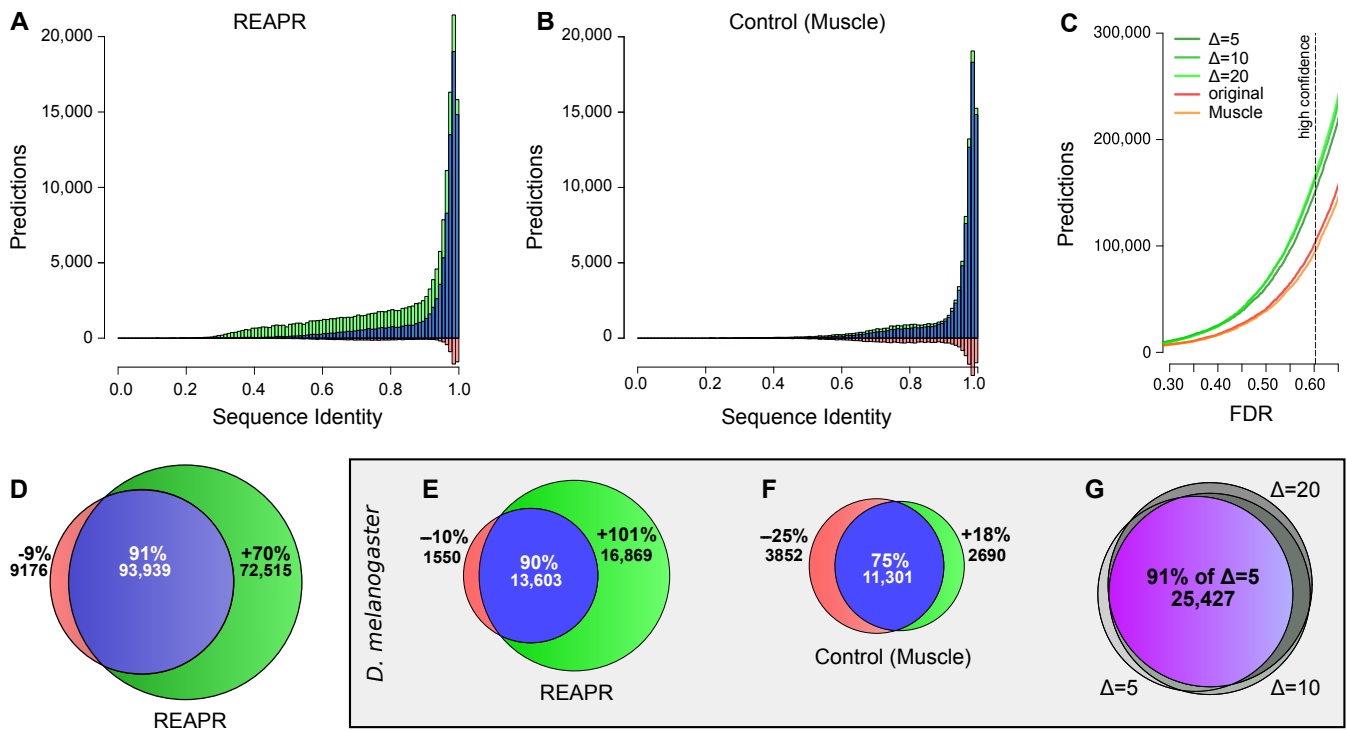 A
REAPR
Predictions
20,000
15,000
10,000
5,000
0
0.0 0.2 0.4 0.6 0.8 1.0
Sequence Identity
B
Control (Muscle)
Predictions
20,000
15,000
10,000
5,000
0
0.0 0.2 0.4 0.6 0.8 1.0
Sequence Identity
C
Predictions
300,000
200,000
100,000
0
Δ=5
Δ=10
Δ=20
original
Muscle
high confidence
0.30 0.40 0.50 0.60
FDR
D
-9%
9176
91%
93,939
+70%
72,515
REAPR
D. melanogaster
E
–10%
1550
90%
13,603
+101%
16,869
REAPR
F
–25%
3852
75%
11,301
+18%
2690
Control (Muscle)
G
Δ=20
91% of Δ=5
25,427
Δ=5
Δ=10